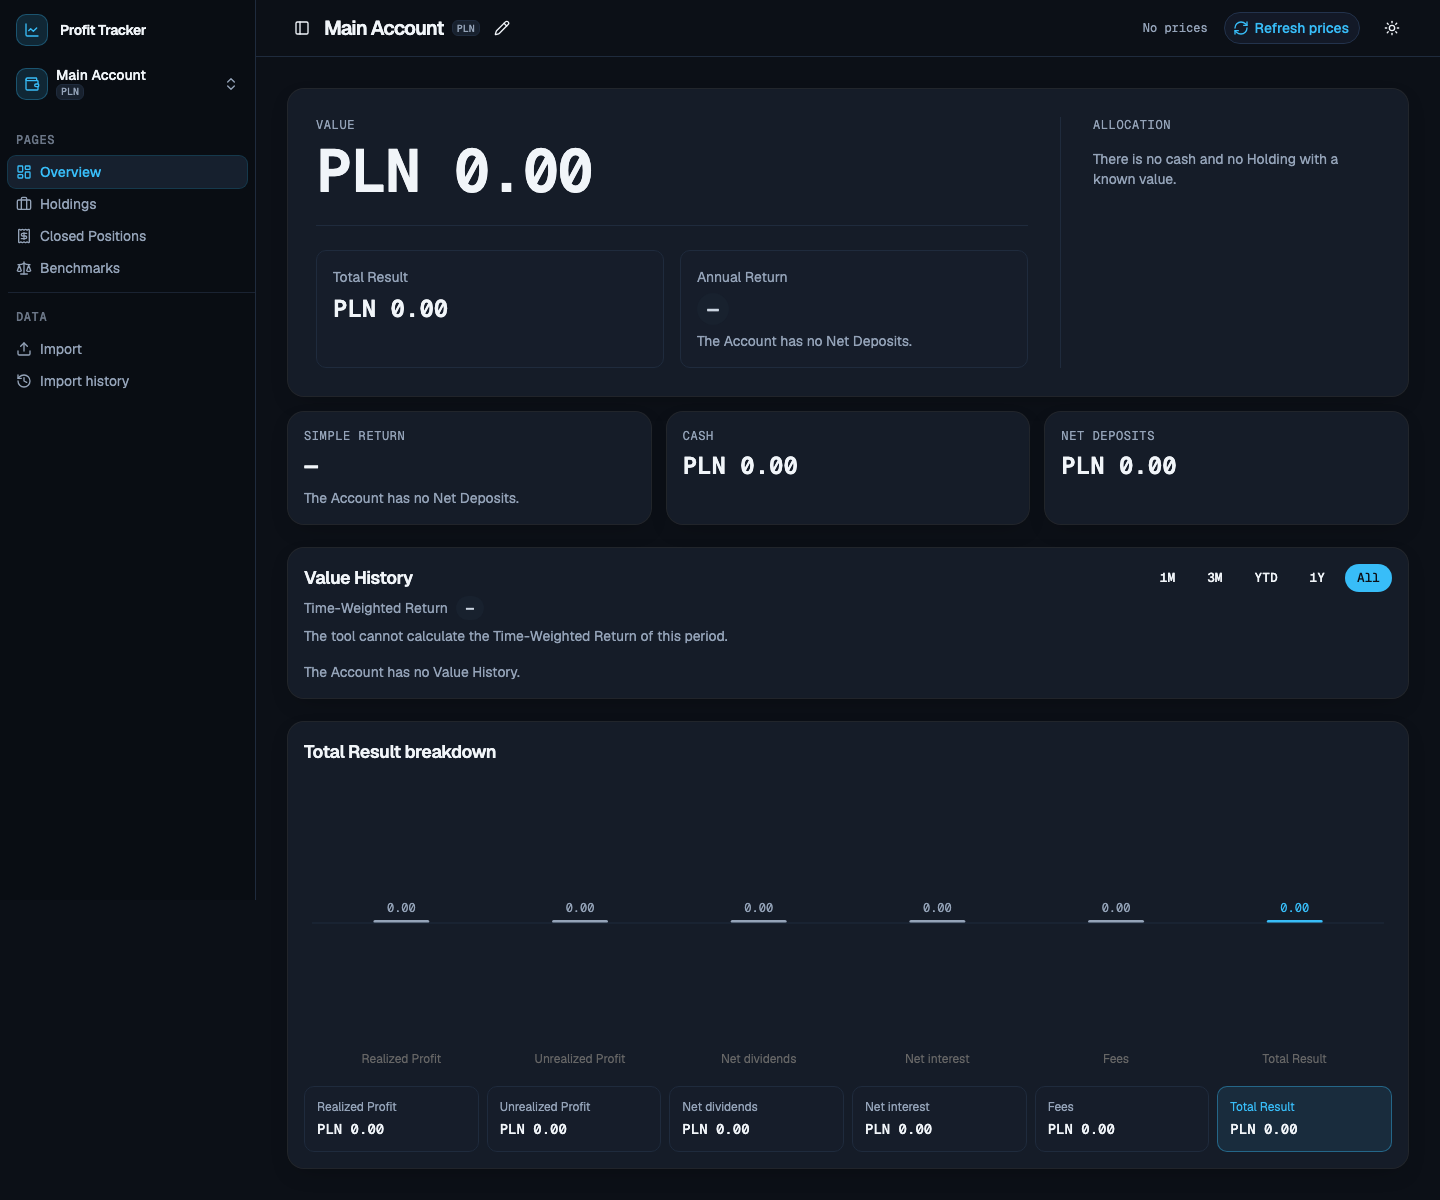 Profit Tracker
Main Account
PLN
PAGES
Overview
Holdings
Closed Positions
Benchmarks
DATA
Import
Import history
Main Account PLN
No prices
Refresh prices
VALUE
PLN 0.00
Total Result
PLN 0.00
Annual Return
–
The Account has no Net Deposits.
ALLOCATION
There is no cash and no Holding with a
known value.
SIMPLE RETURN
–
The Account has no Net Deposits.
CASH
PLN 0.00
NET DEPOSITS
PLN 0.00
Value History
1M 3M YTD 1Y All
Time-Weighted Return –
The tool cannot calculate the Time-Weighted Return of this period.
The Account has no Value History.
Total Result breakdown
0.00 0.00 0.00 0.00 0.00 0.00
Realized Profit Unrealized Profit Net dividends Net interest Fees Total Result
Realized Profit
PLN 0.00
Unrealized Profit
PLN 0.00
Net dividends
PLN 0.00
Net interest
PLN 0.00
Fees
PLN 0.00
Total Result
PLN 0.00